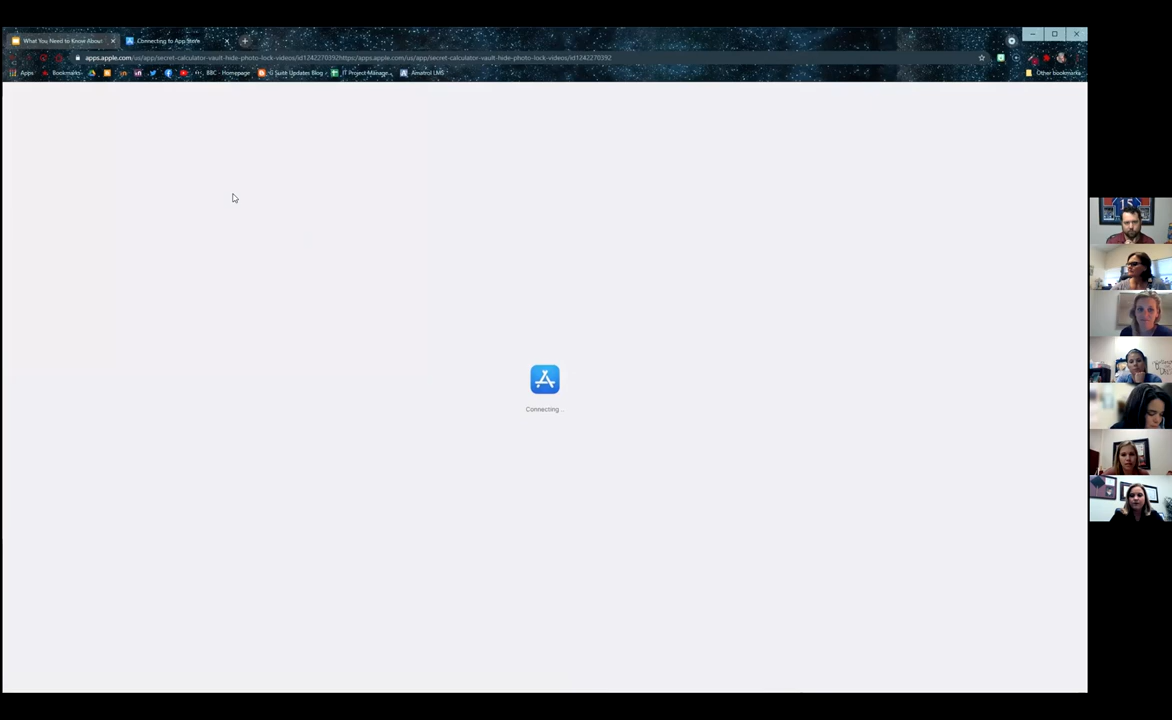 What You Need to Know About
Connecting to App Store
apps.apple.com/us/app/secret-calculator-vault-hide-photo-lock-videos/id1242270392https://apps.apple.com/us/app/secret-calculator-vault-hide-photo-lock-videos/id1242270392
Apps Bookmarks BBC - Homepage G Suite Updates Blog IT Project Manage... Amatrol LMS Other bookmarks
15
Connecting ..